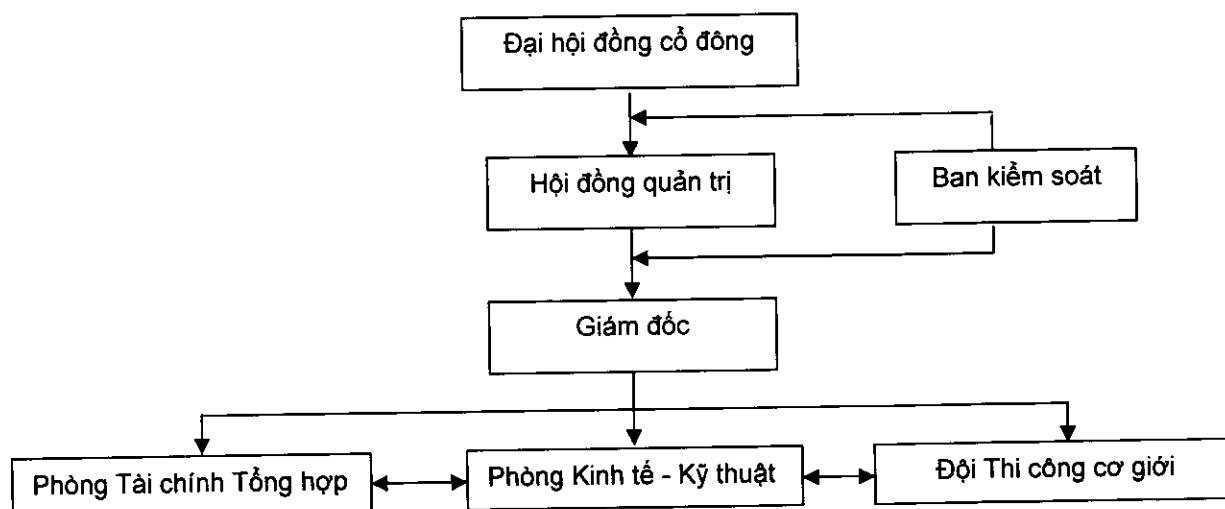 Đại hội đồng cổ đông
Hội đồng quản trị
Ban kiểm soát
Giám đốc
Phòng Tài chính Tổng hợp
Phòng Kinh tế - Kỹ thuật
Đội Thi công cơ giới